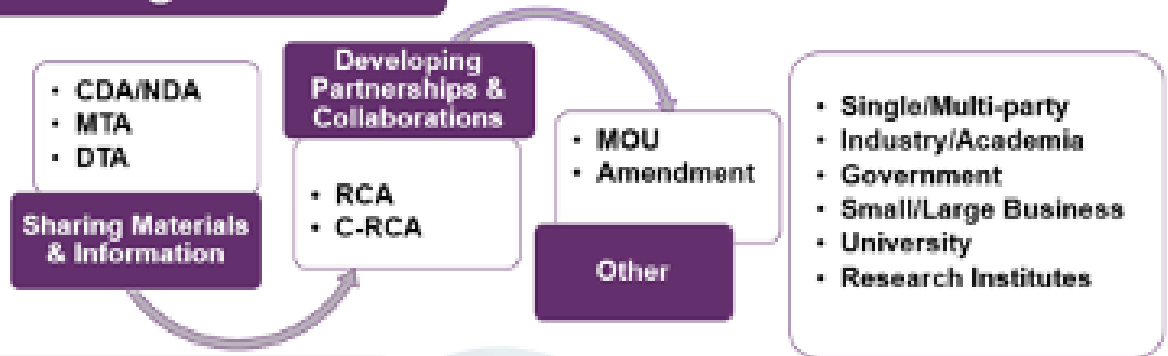 • CDA/NDA
• MTA
• DTA
Sharing Materials
& Information
Developing
Partnerships &
Collaborations
• RCA
• C-RCA
• MOU
• Amendment
Other
• Single/Multi-party
• Industry/Academia
• Government
• Small/Large Business
• University
• Research Institutes